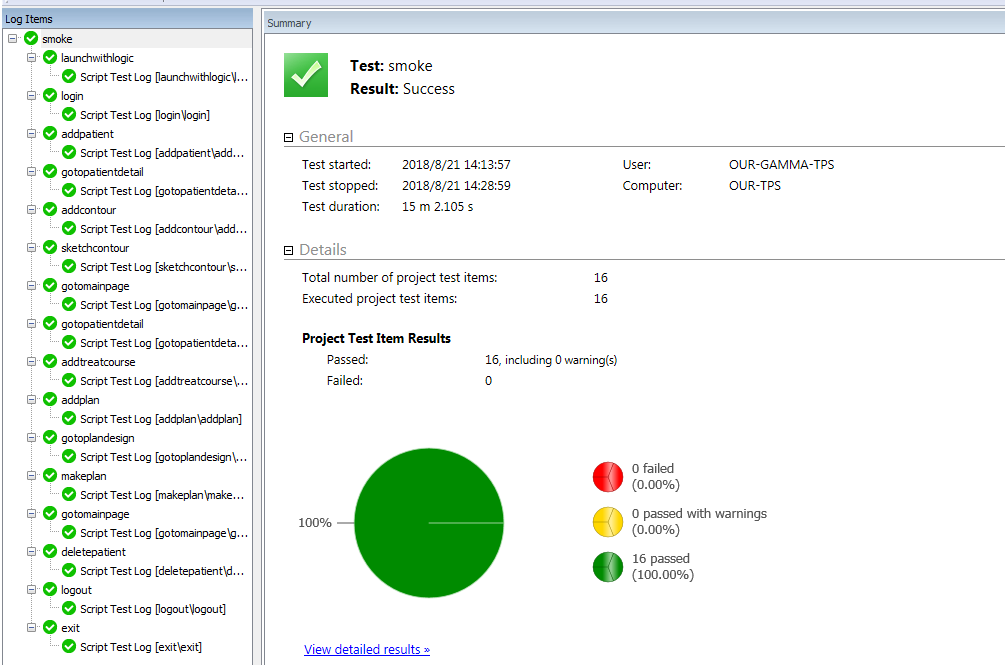 Log Items
smoke
launchwithlogic
Script Test Log [launchwithlogic\l...
login
Script Test Log [login\login]
addpatient
Script Test Log [addpatient\add...
gotopatientdetail
Script Test Log [gotopatientdeta...
addcontour
Script Test Log [addcontour\add...
sketchcontour
Script Test Log [sketchcontour\s...
gotomainpage
Script Test Log [gotomainpage\g...
gotopatientdetail
Script Test Log [gotopatientdeta...
addtreatcourse
Script Test Log [addtreatcourse\...
addplan
Script Test Log [addplan\addplan]
gotoplandesign
Script Test Log [gotoplandesign\...
makeplan
Script Test Log [makeplan\make...
gotomainpage
Script Test Log [gotomainpage\g...
deletepatient
Script Test Log [deletepatient\d...
logout
Script Test Log [logout\logout]
exit
Script Test Log [exit\exit]
Summary
Test: smoke
Result: Success
General
Test started: 2018/8/21 14:13:57 User: OUR-GAMMA-TPS
Test stopped: 2018/8/21 14:28:59 Computer: OUR-TPS
Test duration: 15 m 2.105 s
Details
Total number of project test items: 16
Executed project test items: 16
Project Test Item Results
Passed: 16, including 0 warning(s)
Failed: 0
100%
0 failed
(0.00%)
0 passed with warnings
(0.00%)
16 passed
(100.00%)
View detailed results »